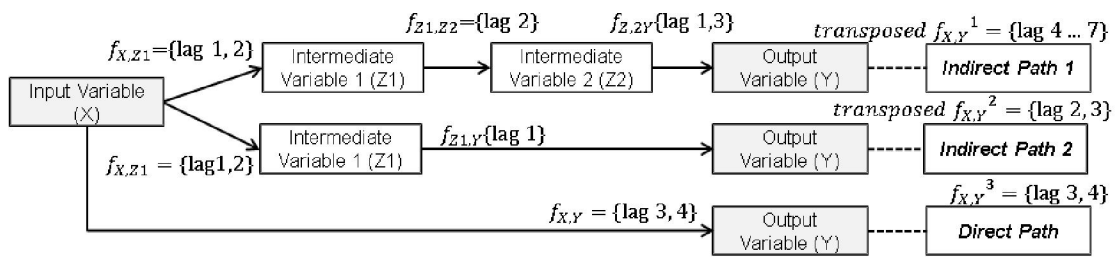 f_{Z1,Z2}={lag 2}
f_{Z,2Y}{lag 1,3}
transposed f_{X,Y}^1 = {lag 4 … 7}
f_{X,Z1}={lag 1, 2}
Intermediate
Variable 1 (Z1)
Intermediate
Variable 2 (Z2)
Output
Variable (Y)
Indirect Path 1
Input Variable
(X)
transposed f_{X,Y}^2 = {lag 2, 3}
f_{X,Z1} = {lag1,2}
Intermediate
Variable 1 (Z1)
f_{Z1,Y}{lag 1}
Output
Variable (Y)
Indirect Path 2
f_{X,Y}^3 = {lag 3, 4}
f_{X,Y} = {lag 3, 4}
Output
Variable (Y)
Direct Path